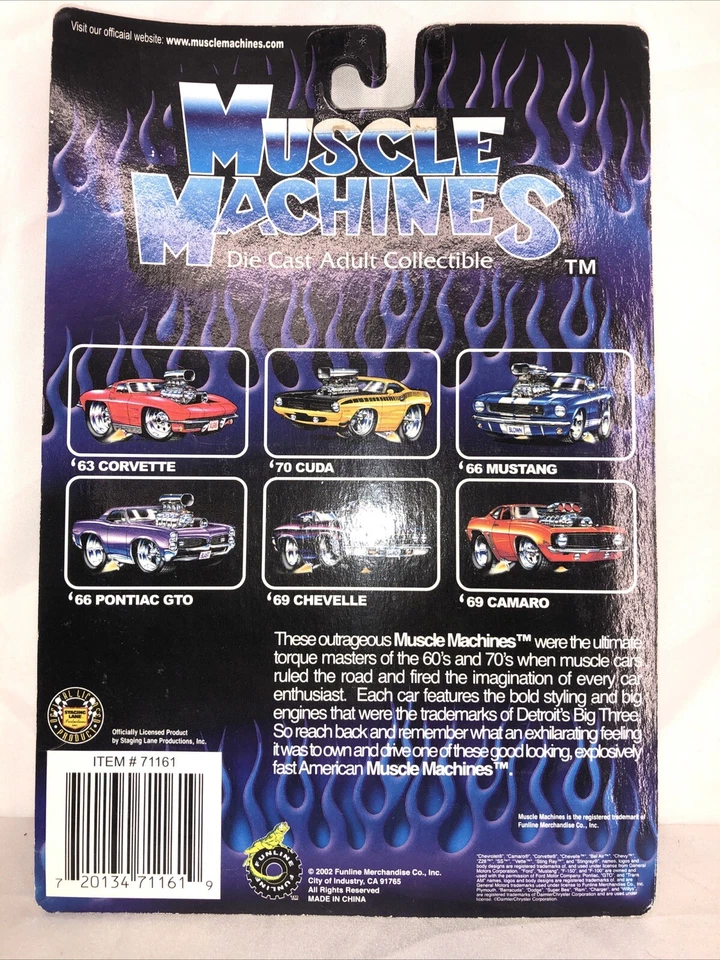 Visit our officaial website: www.musclemachines.com
MUSCLE
MACHINES
Die Cast Adult Collectible
TM
'63 CORVETTE
'70 CUDA
'66 MUSTANG
'66 PONTIAC GTO
'69 CHEVELLE
'69 CAMARO
These outrageous Muscle Machines™ were the ultimate
torque masters of the 60's and 70's when muscle cars
ruled the road and fired the imagination of every car
enthusiast. Each car features the bold styling and big
engines that were the trademarks of Detroit's Big Three.
So reach back and remember what an exhilarating feeling
it was to own and drive one of these good looking, explosively
fast American Muscle Machines™.
STAGING LANE
PRODUCT
Officially Licensed Product
by Staging Lane Productions, Inc.
ITEM # 71161
7 20134 71161 9
Muscle Machines is the registered trademark of
Funline Merchandise Co., Inc.
FUNLINE
FUNLINE
© 2002 Funline Merchandise Co., Inc.
City of Industry, CA 91765
All Rights Reserved
MADE IN CHINA